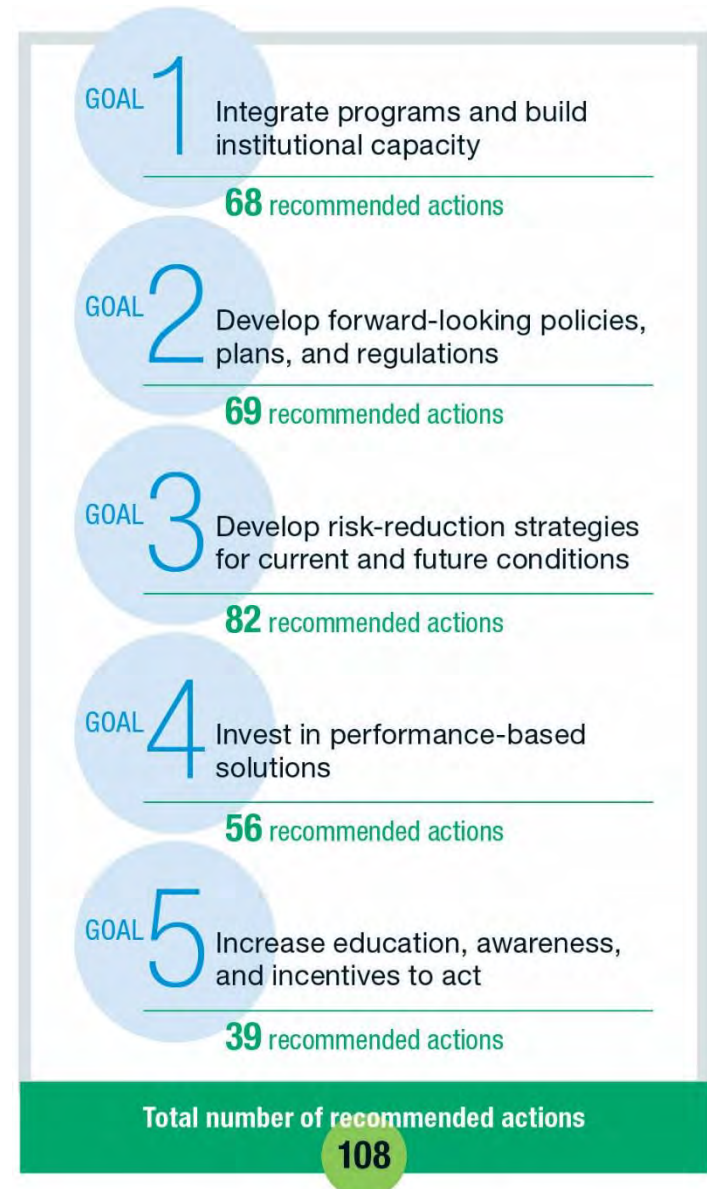 GOAL 1
Integrate programs and build
institutional capacity
68 recommended actions
GOAL 2
Develop forward-looking policies,
plans, and regulations
69 recommended actions
GOAL 3
Develop risk-reduction strategies
for current and future conditions
82 recommended actions
GOAL 4
Invest in performance-based
solutions
56 recommended actions
GOAL 5
Increase education, awareness,
and incentives to act
39 recommended actions
Total number of recommended actions
108